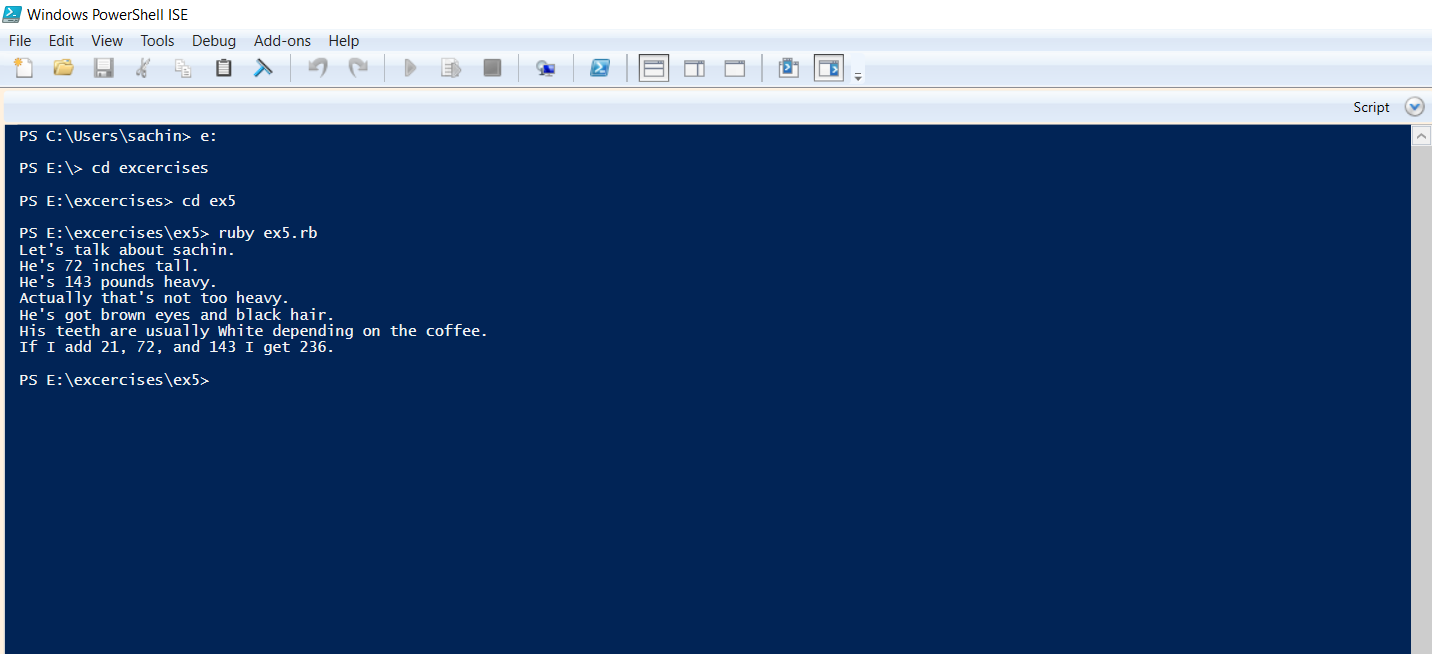 Windows PowerShell ISE
File Edit View Tools Debug Add-ons Help
Script
PS C:\Users\sachin> e:
PS E:\> cd excercises
PS E:\excercises> cd ex5
PS E:\excercises\ex5> ruby ex5.rb
Let's talk about sachin.
He's 72 inches tall.
He's 143 pounds heavy.
Actually that's not too heavy.
He's got brown eyes and black hair.
His teeth are usually White depending on the coffee.
If I add 21, 72, and 143 I get 236.
PS E:\excercises\ex5>